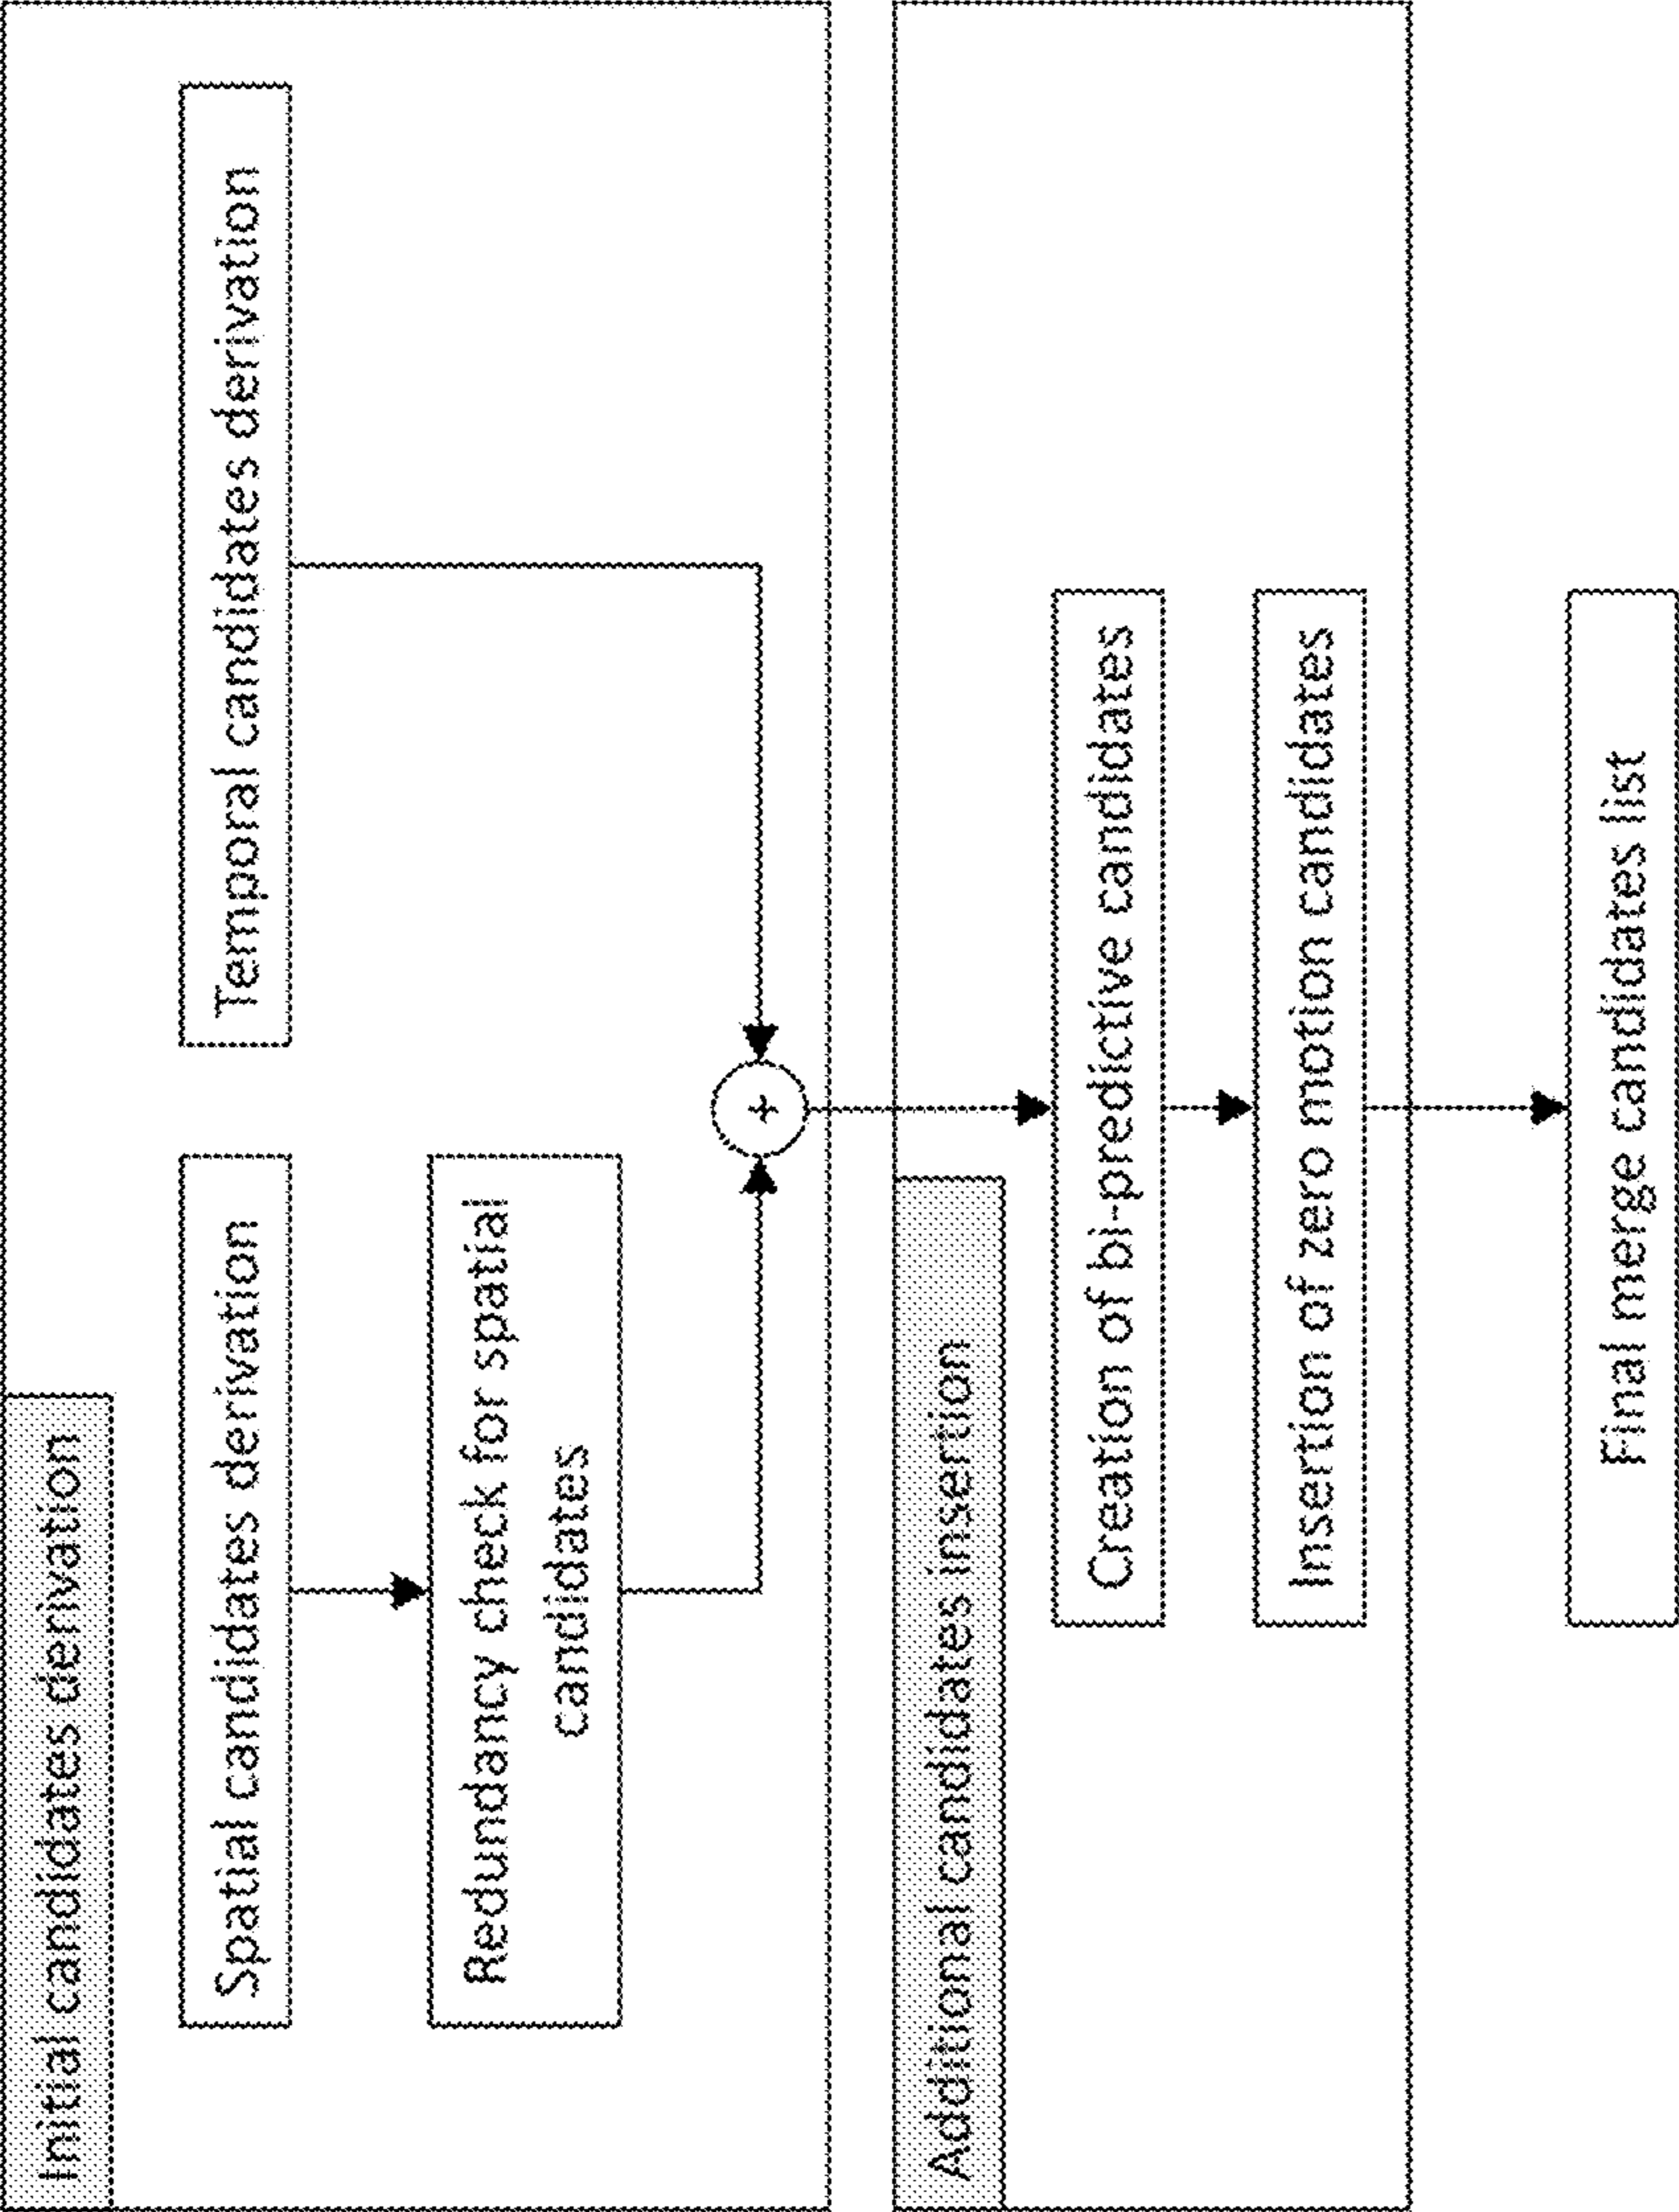 Initial candidates derivation
Spatial candidates derivation
Temporal candidates derivation
Redundancy check for spatial
candidates
+
Additional candidates insertion
Creation of bi-predictive candidates
Insertion of zero motion candidates
Final merge candidates list